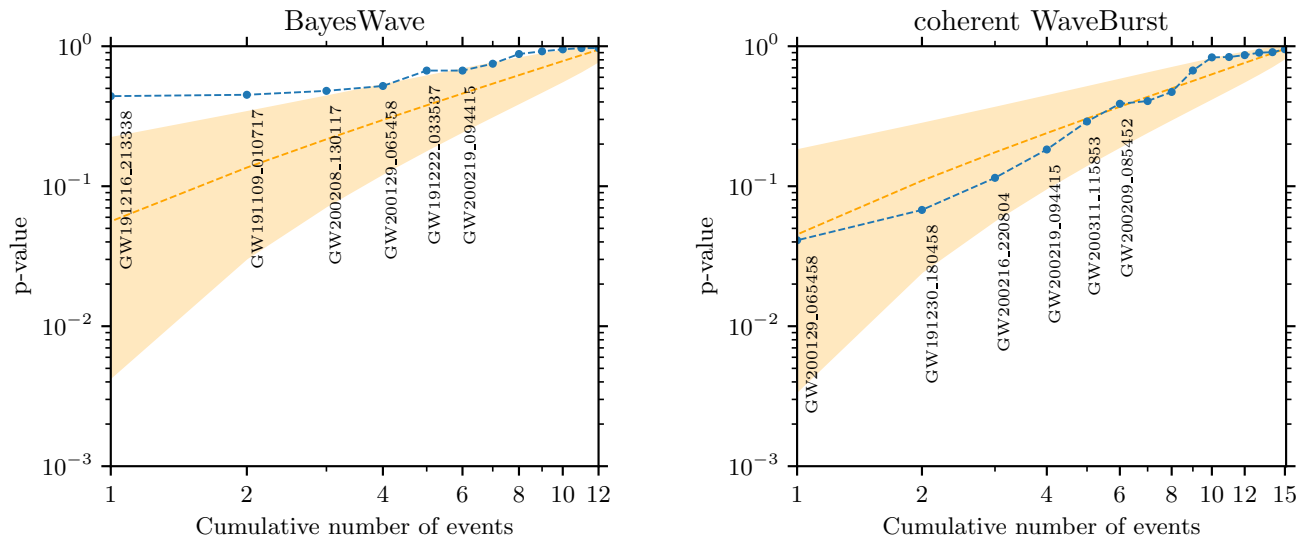 BayesWave
10^0
10^-1
10^-2
10^-3
p-value
GW191216_213338
GW191109_010717
GW200208_130117
GW200129_065458
GW191222_033537
GW200219_094415
1 2 4 6 8 10 12
Cumulative number of events
coherent WaveBurst
10^0
10^-1
10^-2
10^-3
p-value
GW200129_065458
GW191230_180458
GW200216_220804
GW200219_094415
GW200311_115853
GW200209_085452
1 2 4 6 8 10 12 15
Cumulative number of events